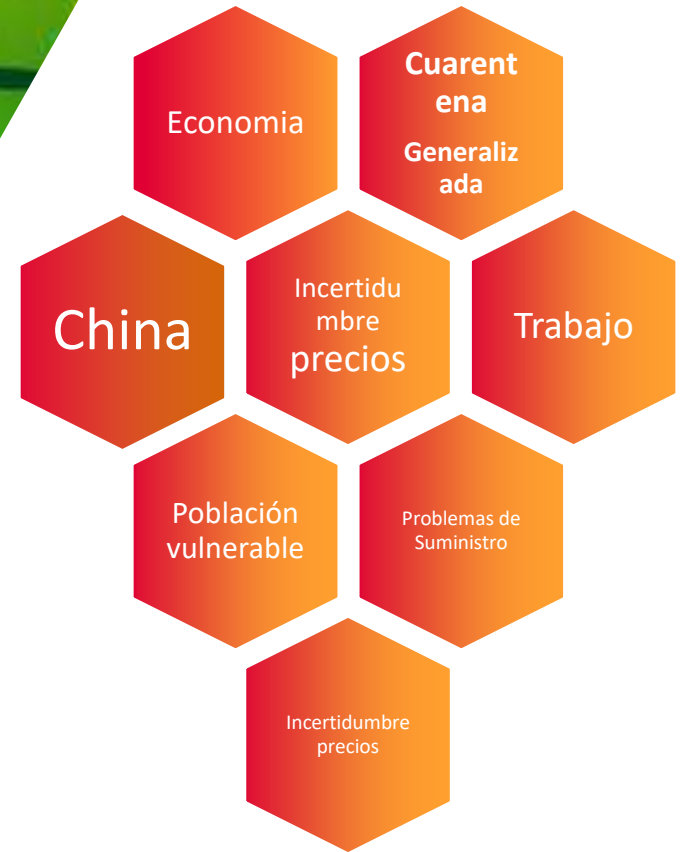 Economia
Cuarent
ena
Generaliz
ada
China
Incertidu
mbre
precios
Trabajo
Población
vulnerable
Problemas de
Suministro
Incertidumbre
precios